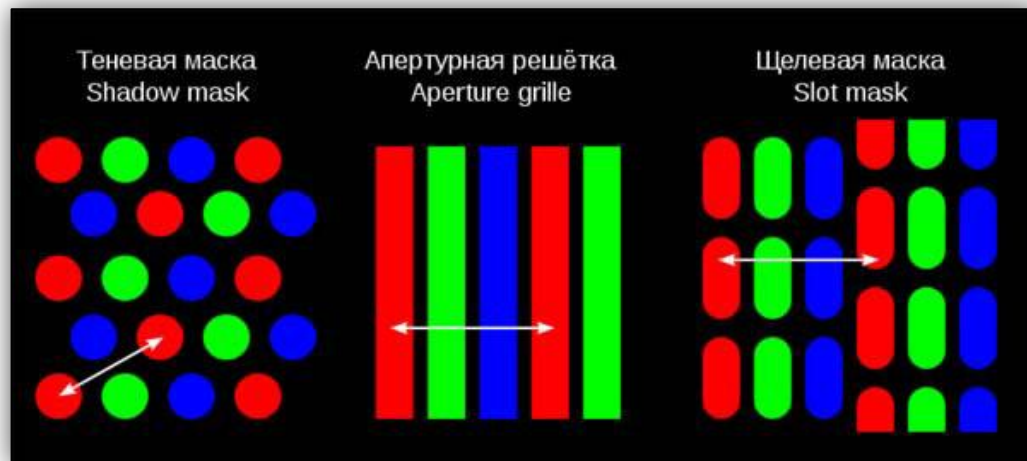 Теневая маска
Shadow mask
Апертурная решётка
Aperture grille
Щелевая маска
Slot mask